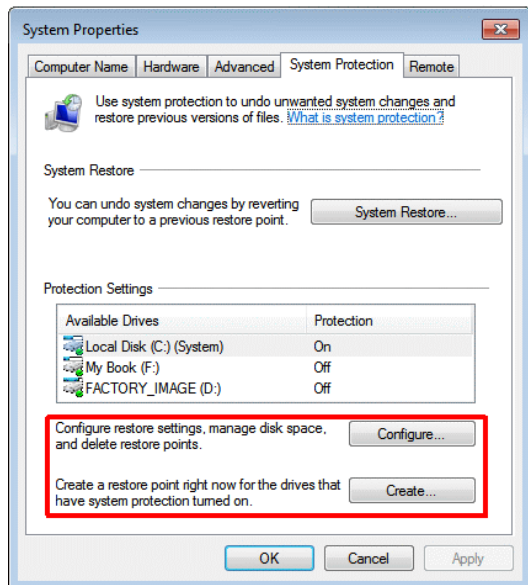 System Properties
Computer Name Hardware Advanced System Protection Remote
Use system protection to undo unwanted system changes and
restore previous versions of files. What is system protection?
System Restore
You can undo system changes by reverting
your computer to a previous restore point.
System Restore...
Protection Settings
Available Drives Protection
Local Disk (C:) (System) On
My Book (F:) Off
FACTORY_IMAGE (D:) Off
Configure restore settings, manage disk space,
and delete restore points.
Configure...
Create a restore point right now for the drives that
have system protection turned on.
Create...
OK Cancel Apply